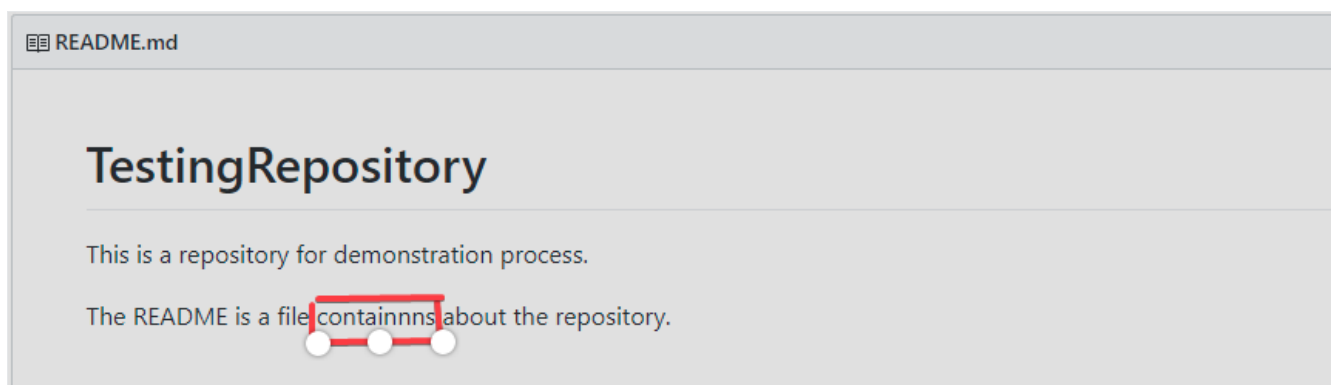 README.md
TestingRepository
This is a repository for demonstration process.
The README is a file containnns about the repository.